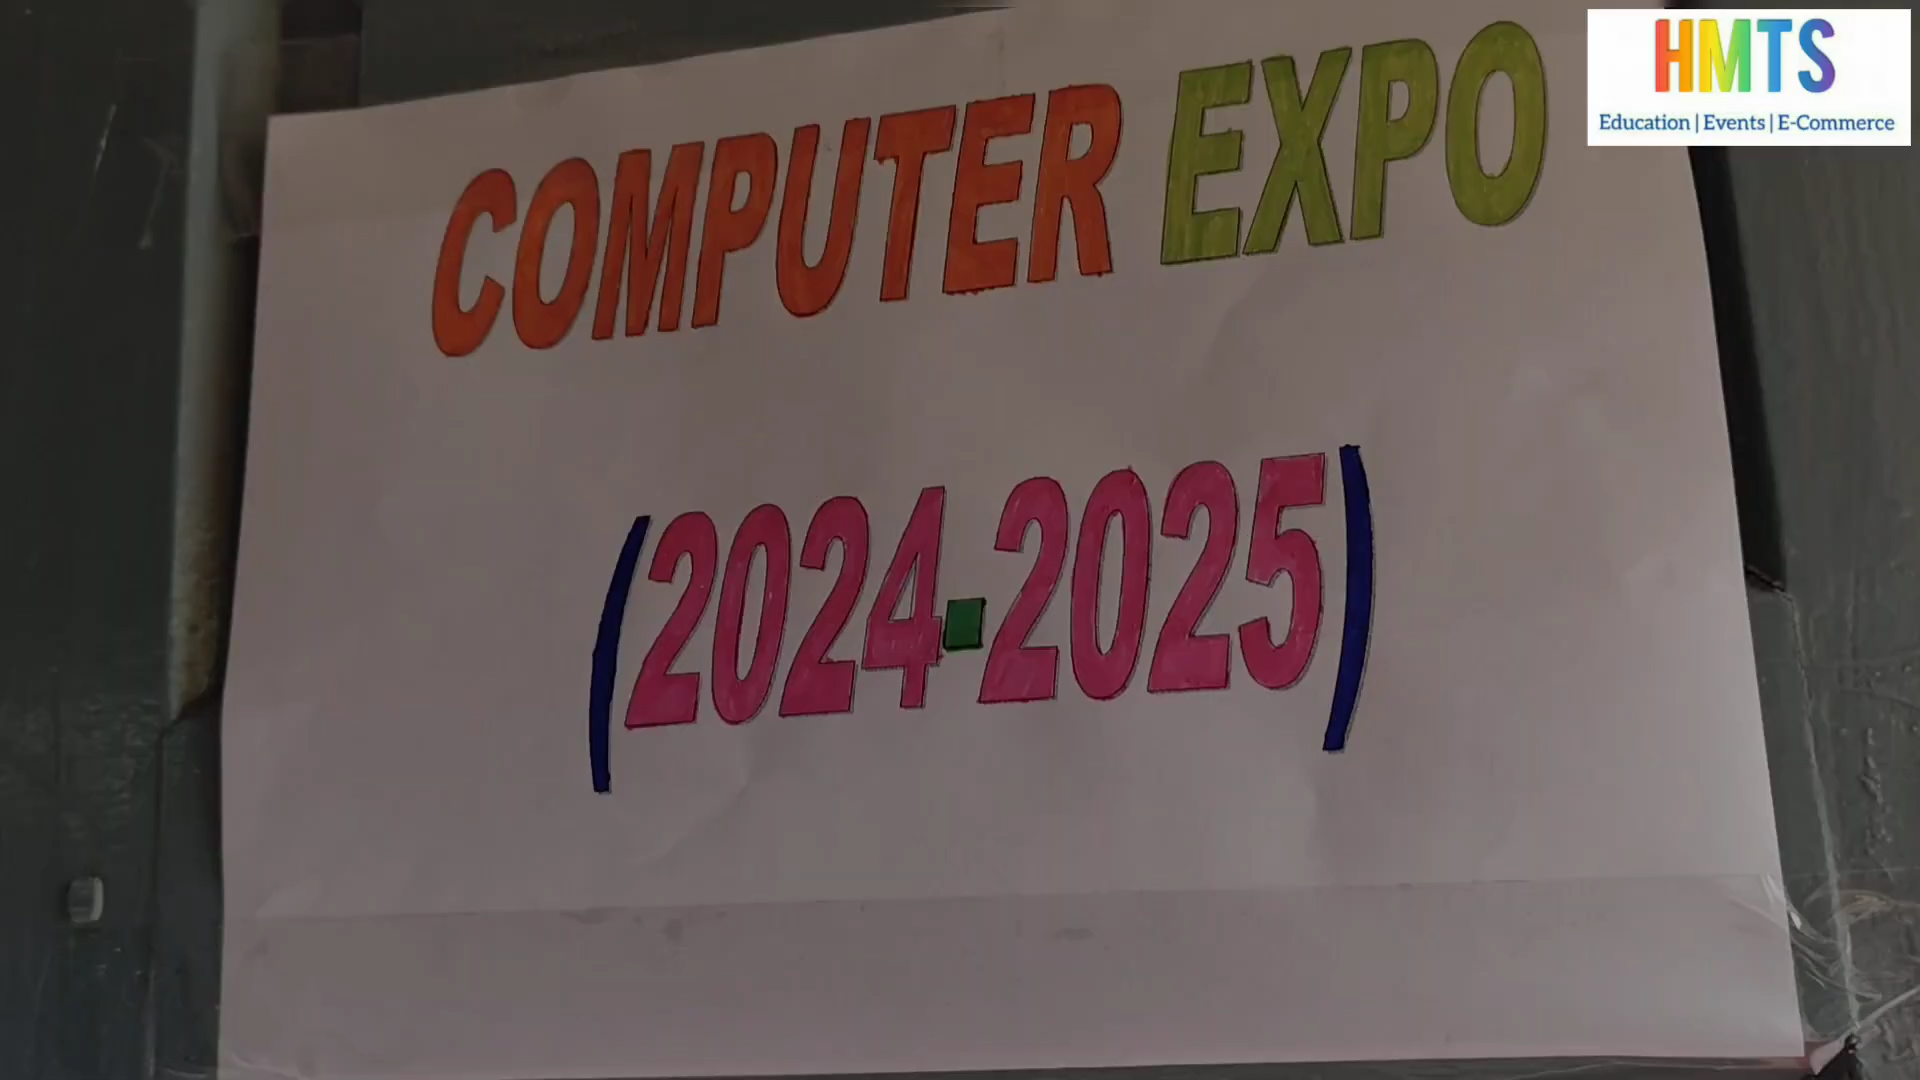 HMTS
Education | Events | E-Commerce
COMPUTER EXPO
(2024-2025)